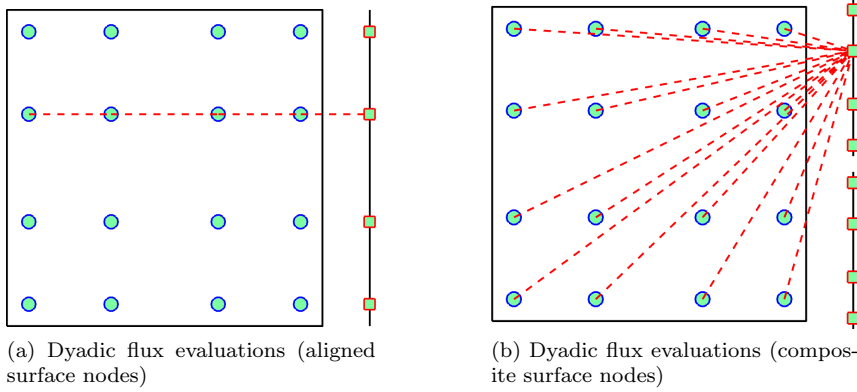 (a) Dyadic flux evaluations (aligned
surface nodes)
(b) Dyadic flux evaluations (compos-
ite surface nodes)